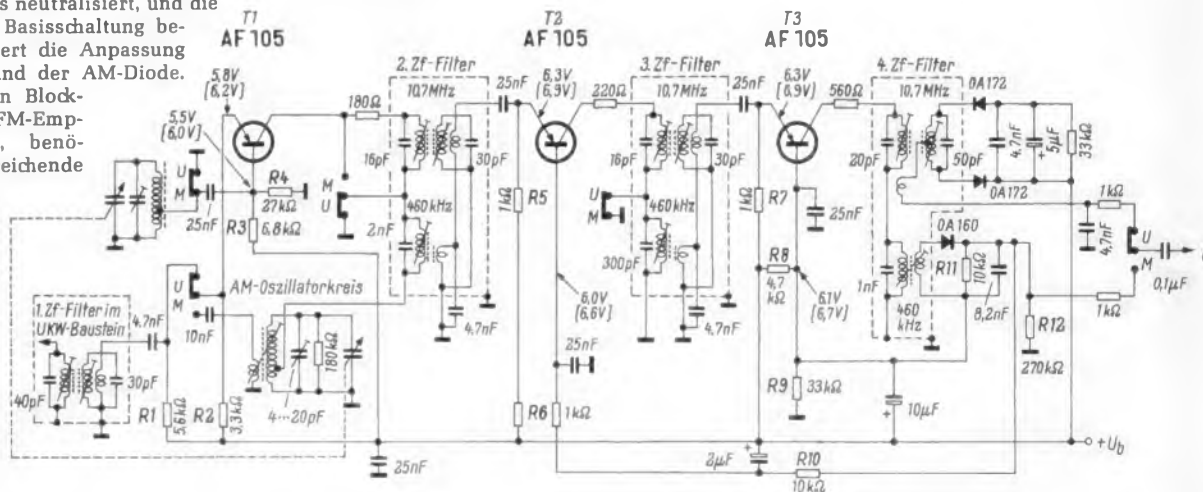 s neutralisiert, und die
Basisschaltung be-
ert die Anpassung
und der AM-Diode.
n Block-
FM-Emp-
, benö-
eichende
T1
AF 105
T2
AF 105
T3
AF 105
5,8V
[6,2V]
5,5V
[6,0V]
180Ω
2.Zf-Filter
10,7MHz
25nF
6,3V
[6,9V]
220Ω
3.Zf-Filter
10,7MHz
25nF
6,3V
[6,9V]
560Ω
4.Zf-Filter
10,7MHz
0A172
U
M
25nF
R4
27kΩ
R3
6,8kΩ
M
U
16pF
30pF
2nF
460kHz
4,7nF
R5
1kΩ
16pF
30pF
U
M
460kHz
300pF
4,7nF
R7
1kΩ
25nF
20pF
50pF
0A172
4,7nF
5µF
+
33kΩ
R8
4,7
kΩ
6,1V
[6,7V]
0A160
1nF
460
kHz
R11
10kΩ
8,2nF
1kΩ
4,7nF
U
M
0,1µF
1kΩ
R12
270kΩ
1.Zf-Filter im
UKW-Baustein
4,7nF
U
M
10nF
AM-Oszillatorkreis
180kΩ
4...20pF
40pF
30pF
R1
5,6kΩ
R2
3,3kΩ
25nF
6,0V
[6,6V]
25nF
R6
1kΩ
R9
33kΩ
10µF
+
2µF
+
R10
10kΩ
+Ub